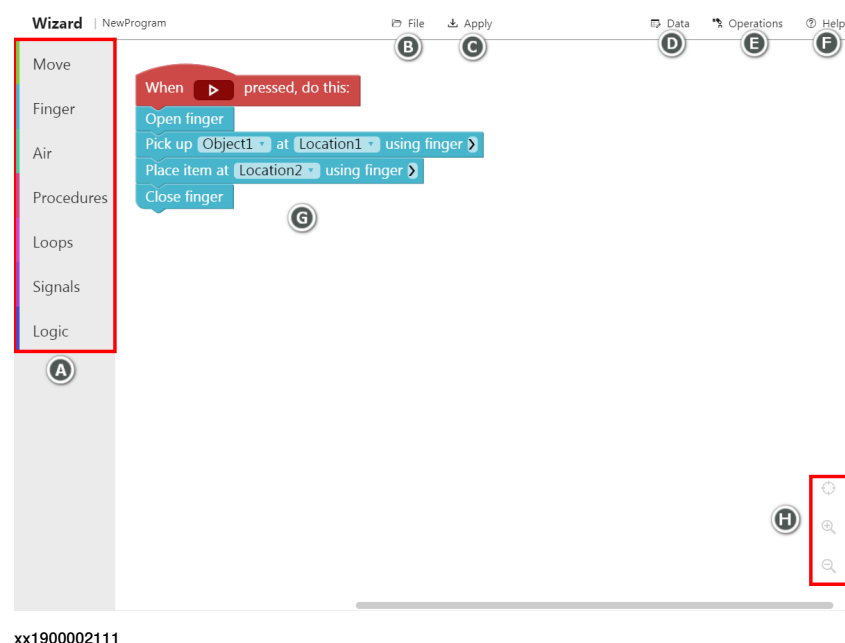 Wizard | NewProgram File Apply Data Operations Help
B C D E F
Move
When pressed, do this:
Finger
Open finger
Pick up Object1 at Location1 using finger
Air
Place item at Location2 using finger
Procedures
Close finger
G
Loops
Signals
Logic
A
H
xx1900002111